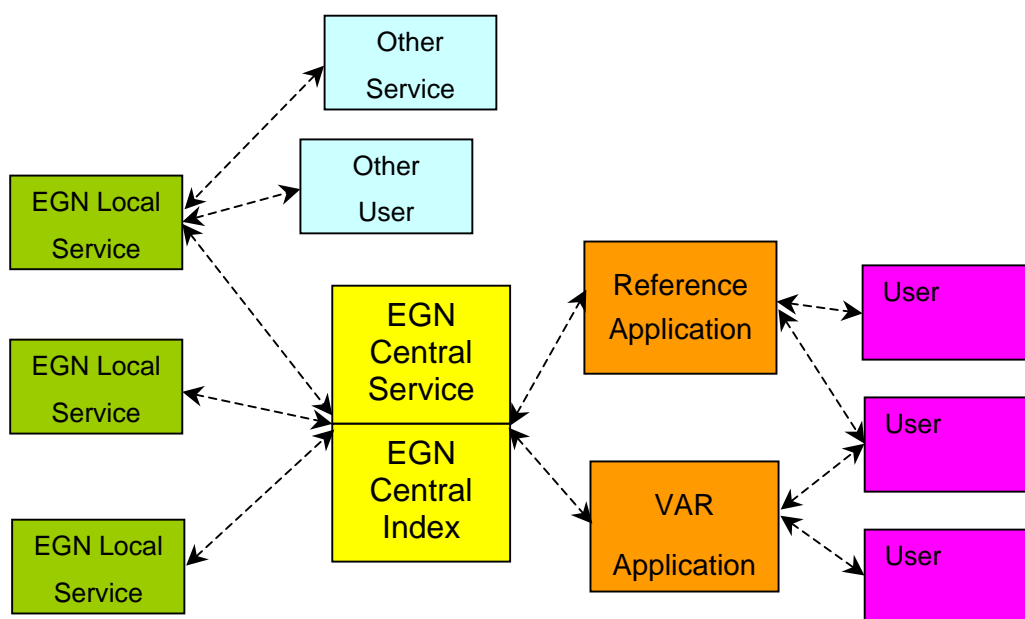 Other
Service
Other
User
EGN Local
Service
EGN Local
Service
EGN Local
Service
EGN
Central
Service
EGN
Central
Index
Reference
Application
VAR
Application
User
User
User